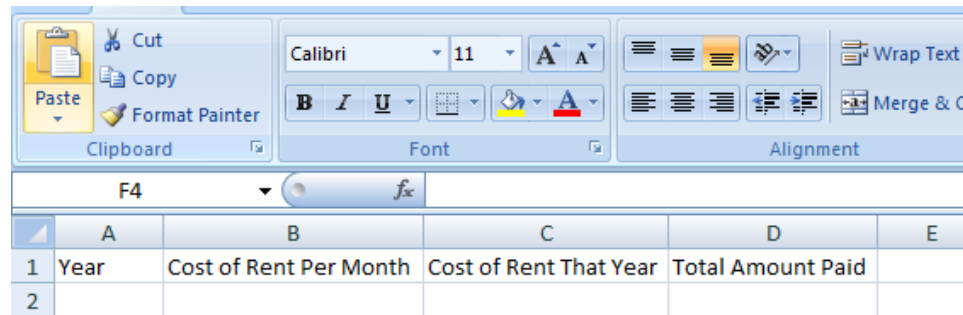 Cut
Copy
Paste
Format Painter
Clipboard
Calibri
11
A A
B I U A
Font
Wrap Text
Merge &
Alignment
F4
fx
A B C D E
1 Year Cost of Rent Per Month Cost of Rent That Year Total Amount Paid
2